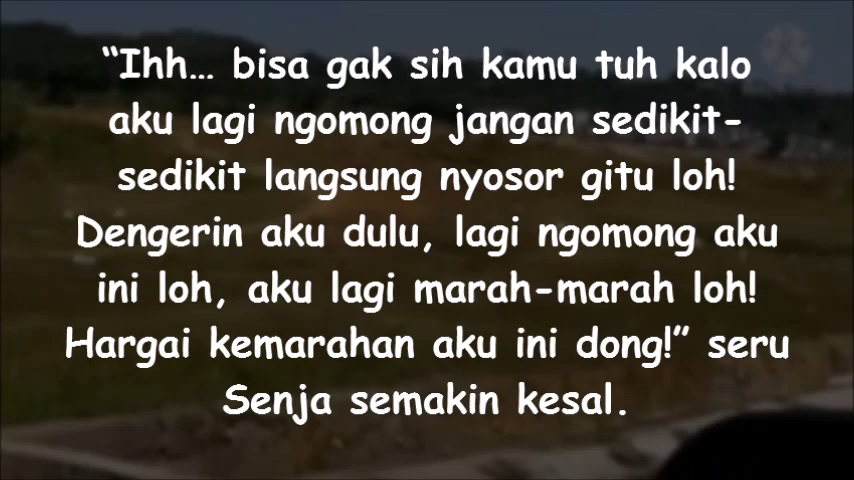 “Ihh… bisa gak sih kamu tuh kalo
aku lagi ngomong jangan sedikit-
sedikit langsung nyosor gitu loh!
Dengerin aku dulu, lagi ngomong aku
ini loh, aku lagi marah-marah loh!
Hargai kemarahan aku ini dong!” seru
Senja semakin kesal.